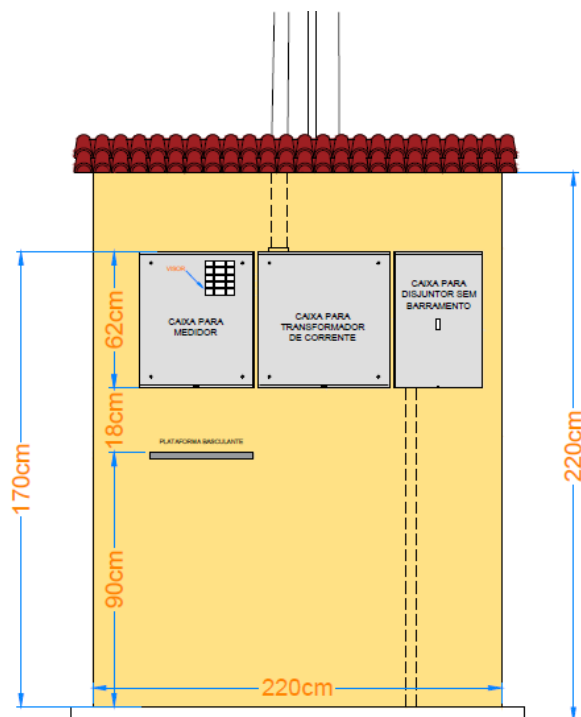 VISOR
CAIXA PARA
MEDIDOR
CAIXA PARA
TRANSFORMADOR
DE CORRENTE
CAIXA PARA
DISJUNTOR SEM
BARRAMENTO
62cm
18cm
PLATAFORMA BASCULANTE
90cm
170cm
220cm
220cm